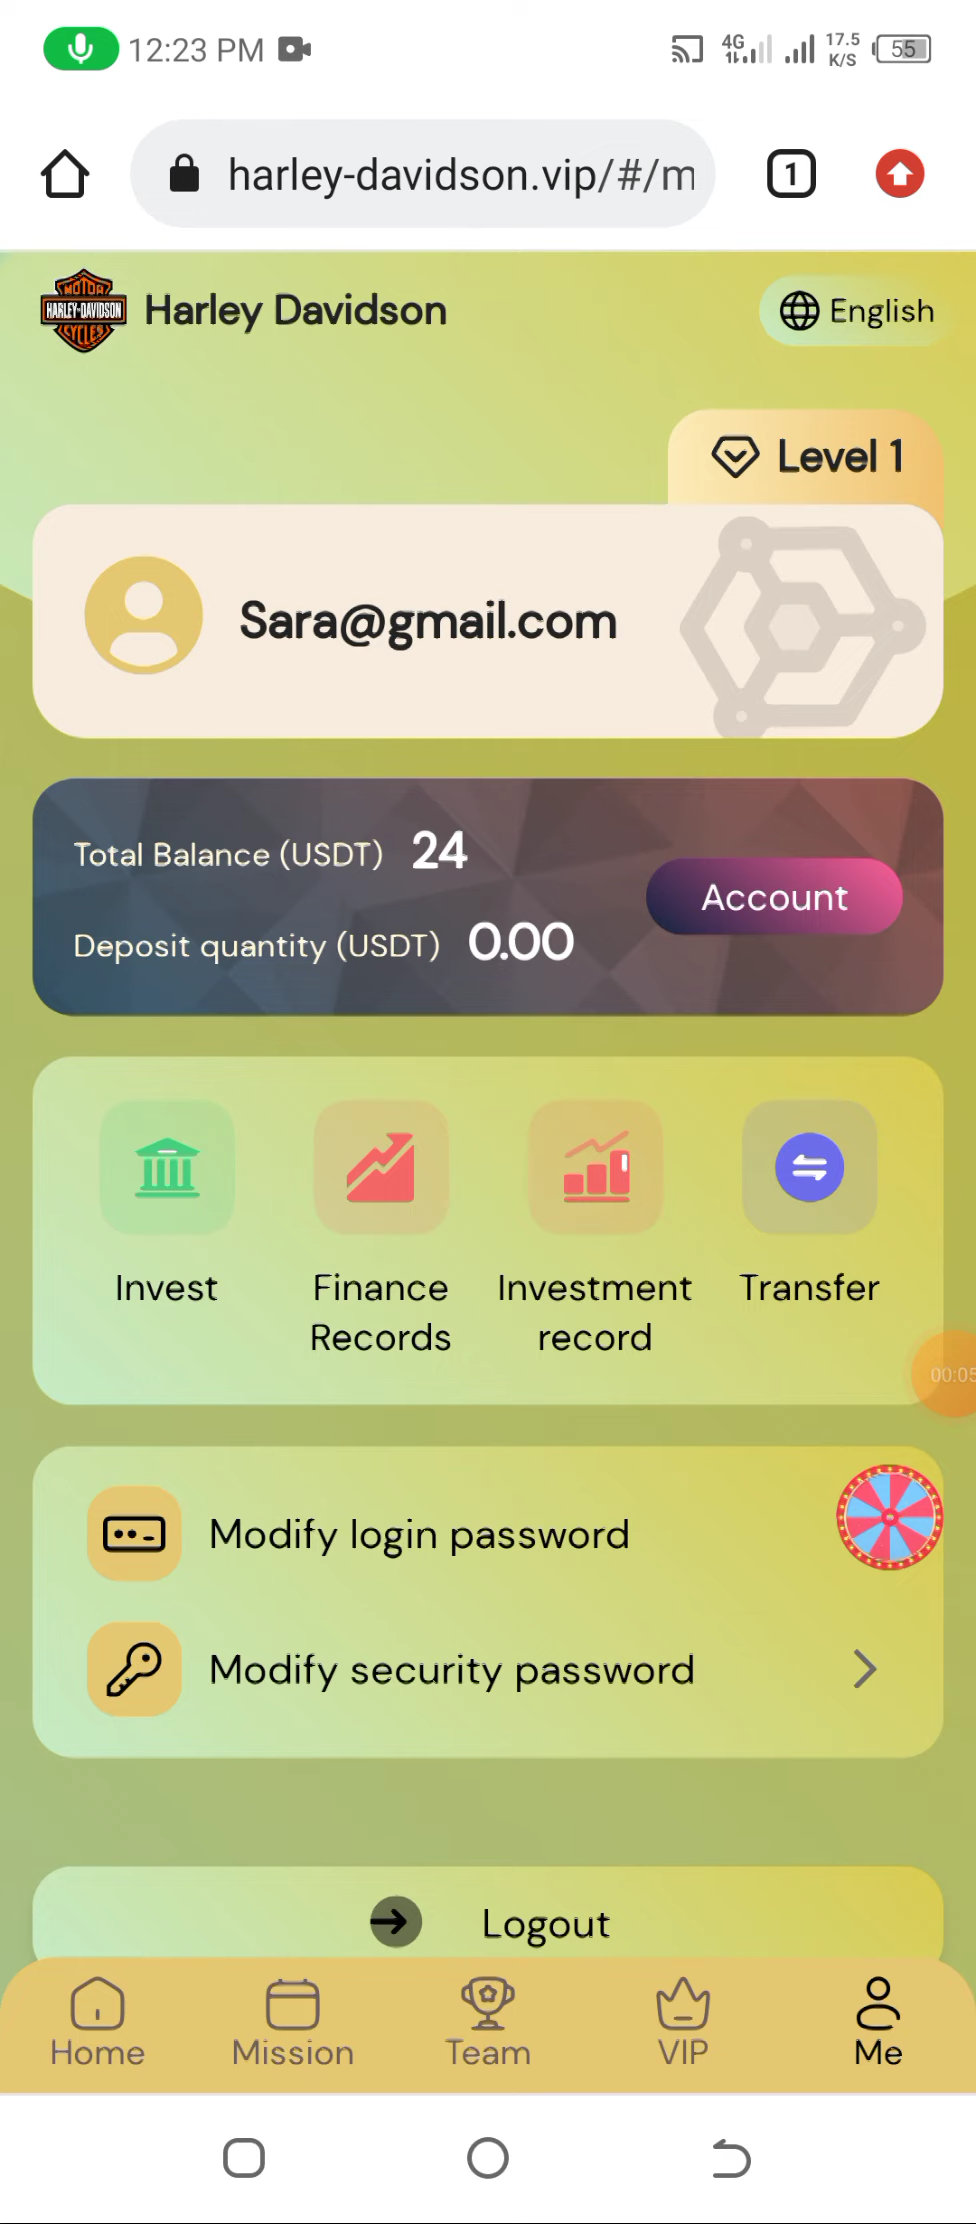 12:23 PM 4G 17.5 K/S 55
harley-davidson.vip/#/m
1
MOTOR
HARLEY-DAVIDSON
CYCLES
Harley Davidson
English
Level 1
Sara@gmail.com
Total Balance (USDT) 24
Account
Deposit quantity (USDT) 0.00
Invest Finance Records Investment record Transfer
00:05
Modify login password
Modify security password
Logout
Home Mission Team VIP Me